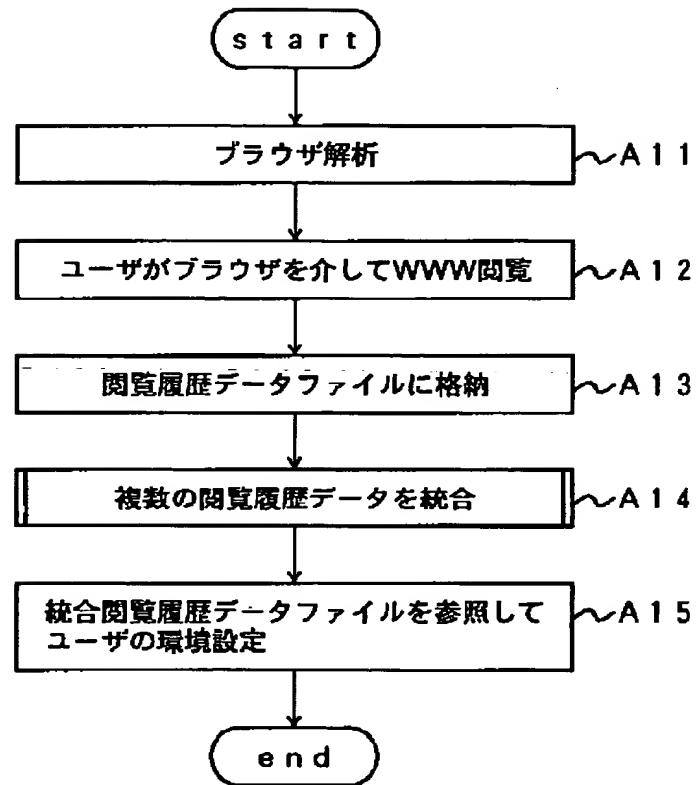 start
ブラウザ解析
A11
ユーザがブラウザを介してWWW閲覧
A12
閲覧履歴データファイルに格納
A13
複数の閲覧履歴データを統合
A14
統合閲覧履歴データファイルを参照して
ユーザの環境設定
A15
end